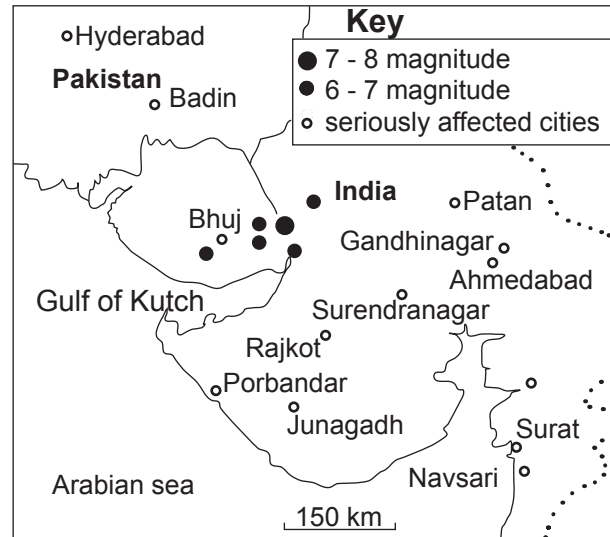 Key
7 - 8 magnitude
6 - 7 magnitude
seriously affected cities
Hyderabad
Pakistan
Badin
India
Patan
Bhuj
Gandhinagar
Ahmedabad
Gulf of Kutch
Surendranagar
Rajkot
Porbandar
Junagadh
Surat
Navsari
Arabian sea
150 km